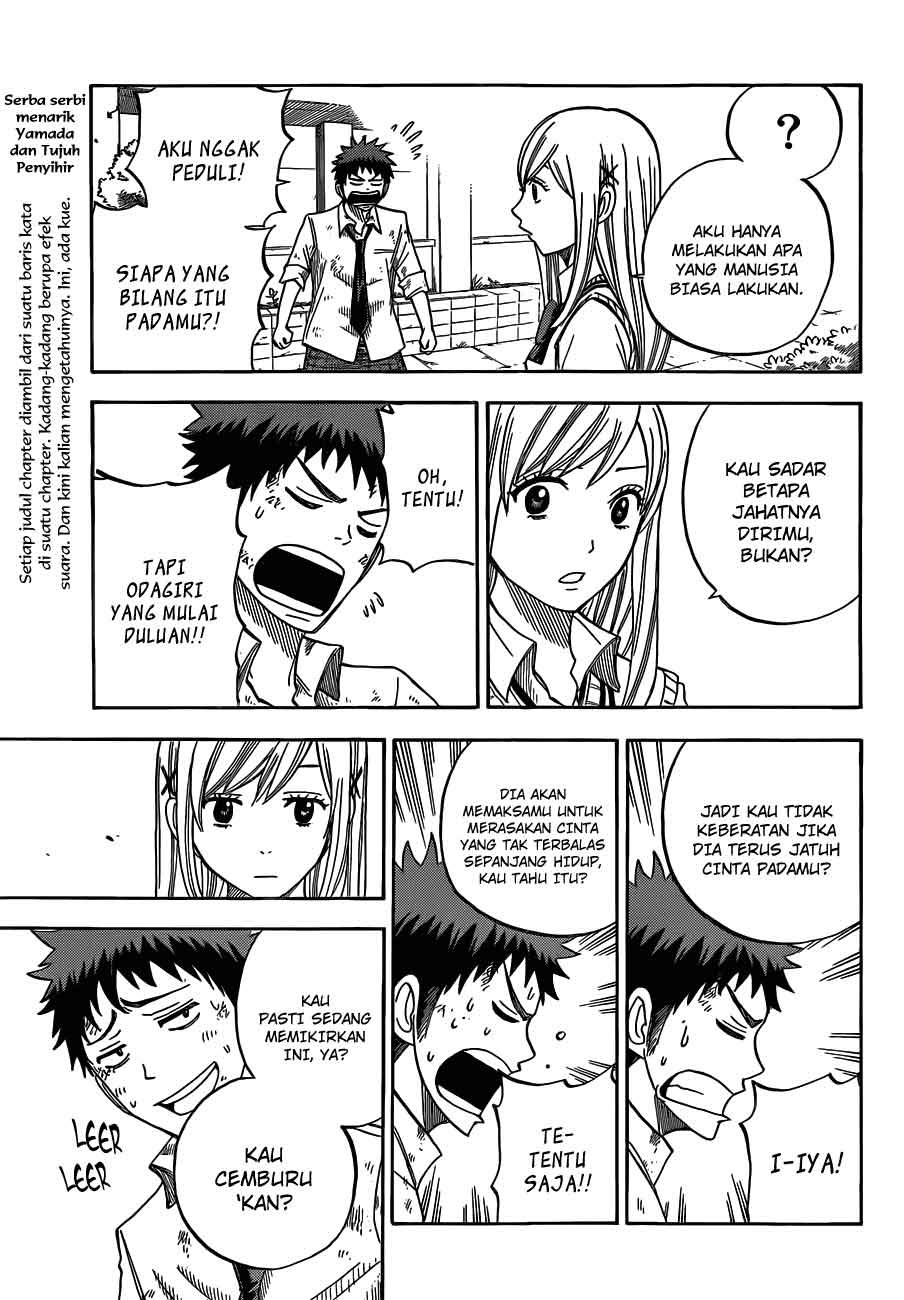 Serba serbi
menarik
Yamada
dan Tujuh
Penyihir
Setiap judul chapter diambil dari suatu baris kata
di suatu chapter. Kadang-kadang berupa efek
suara. Dan kini kalian mengetahuinya. Ini, ada kue.
?
AKU HANYA
MELAKUKAN APA
YANG MANUSIA
BIASA LAKUKAN.
AKU NGGAK
PEDULI!
SIAPA YANG
BILANG ITU
PADAMU?!
KAU SADAR
BETAPA
JAHATNYA
DIRIMU,
BUKAN?
OH,
TENTU!
TAPI
ODAGIRI
YANG MULAI
DULUAN!!
JADI KAU TIDAK
KEBERATAN JIKA
DIA TERUS JATUH
CINTA PADAMU?
I-IYA!
DIA AKAN
MEMAKSAMU UNTUK
MERASAKAN CINTA
YANG TAK TERBALAS
SEPANJANG HIDUP,
KAU TAHU ITU?
TE-
TENTU
SAJA!!
KAU
PASTI SEDANG
MEMIKIRKAN
INI, YA?
KAU
CEMBURU
'KAN?
LEER
LEER